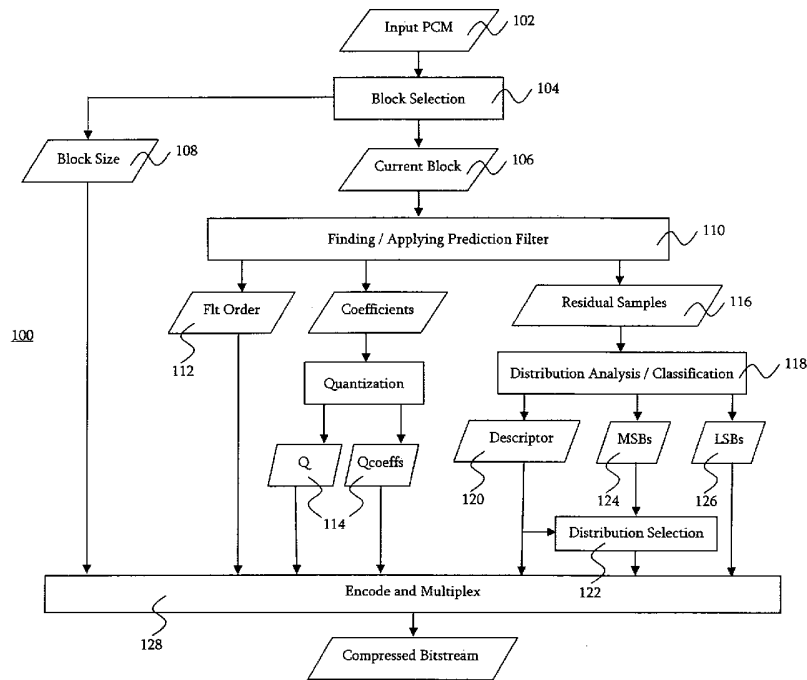 Input PCM
102
Block Selection
104
Block Size
108
Current Block
106
Finding / Applying Prediction Filter
110
Flt Order
Coefficients
Residual Samples
116
100
112
Quantization
Distribution Analysis / Classification
118
Q
Qcoeffs
Descriptor
MSBs
LSBs
114
120
124
126
Distribution Selection
122
Encode and Multiplex
128
Compressed Bitstream